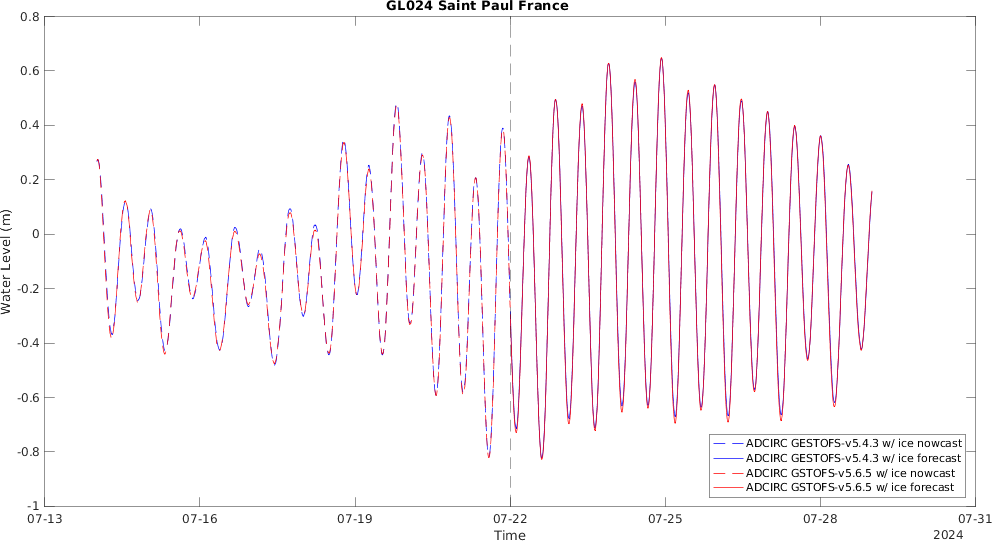 GL024 Saint Paul France
Water Level (m)
0.8
0.6
0.4
0.2
0
-0.2
-0.4
-0.6
-0.8
-1
ADCIRC GESTOFS-v5.4.3 w/ ice nowcast
ADCIRC GESTOFS-v5.4.3 w/ ice forecast
ADCIRC GSTOFS-v5.6.5 w/ ice nowcast
ADCIRC GSTOFS-v5.6.5 w/ ice forecast
07-13 07-16 07-19 07-22 07-25 07-28 07-31
Time
2024